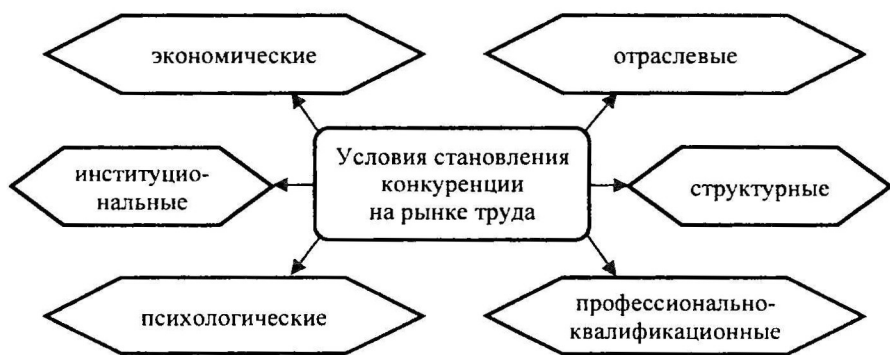 экономические
отраслевые
Условия становления
конкуренции
на рынке труда
институцио-
нальные
структурные
психологические
профессионально-
квалификационные